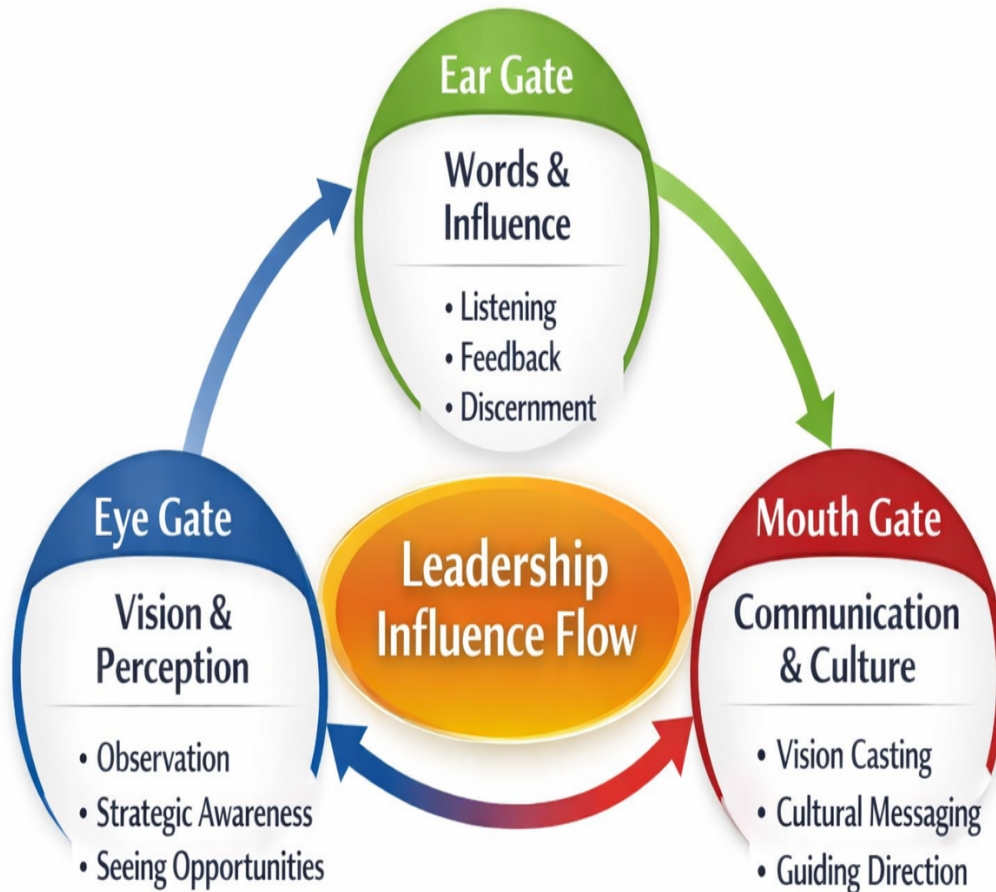 Ear Gate
Words &
Influence
• Listening
• Feedback
• Discernment
Eye Gate
Vision &
Perception
• Observation
• Strategic Awareness
• Seeing Opportunities
Leadership
Influence Flow
Mouth Gate
Communication
& Culture
• Vision Casting
• Cultural Messaging
• Guiding Direction